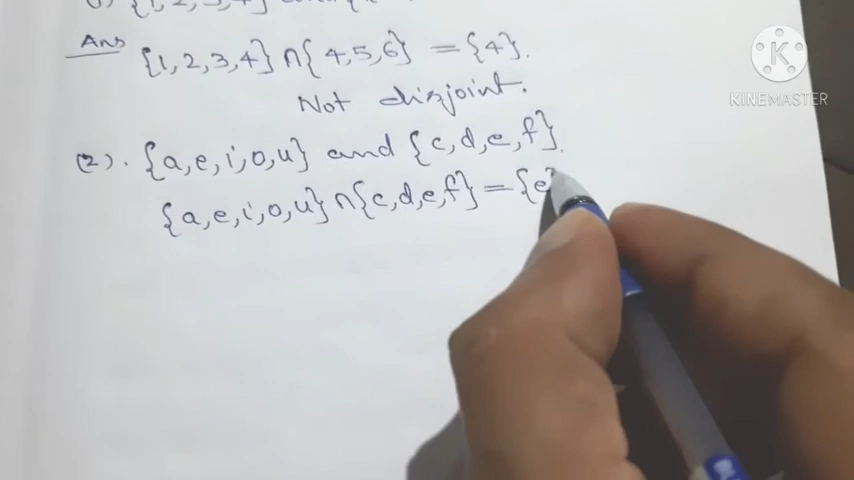 Ans {1,2,3,4} ∩ {4,5,6} = {4}.
Not disjoint.
(2). {a,e,i,o,u} and {c,d,e,f}.
{a,e,i,o,u} ∩ {c,d,e,f} = {e}
K
KINEMASTER